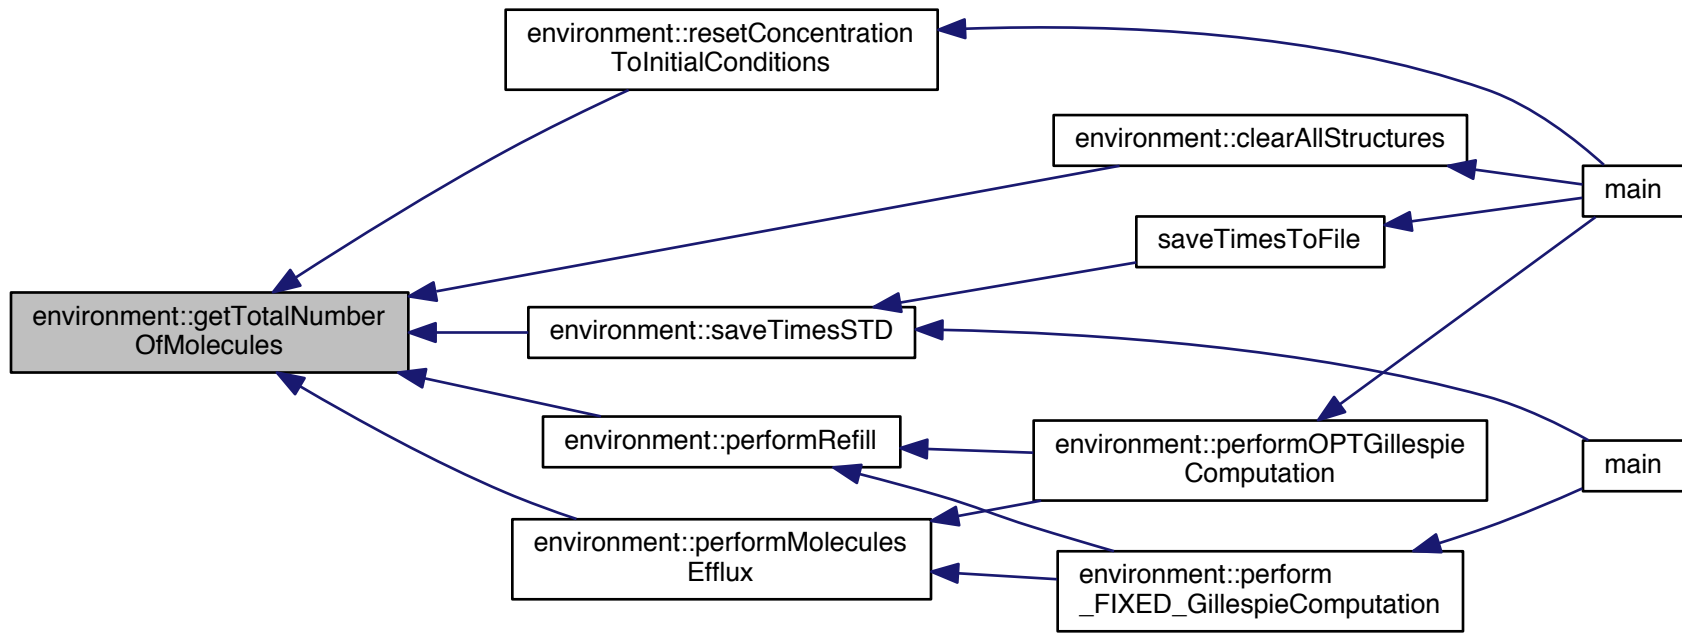 environment::resetConcentration
ToInitialConditions
environment::clearAllStructures
main
saveTimesToFile
environment::getTotalNumber
OfMolecules
environment::saveTimesSTD
environment::performRefill
environment::performOPTGillespie
Computation
main
environment::performMolecules
Efflux
environment::perform
_FIXED_GillespieComputation